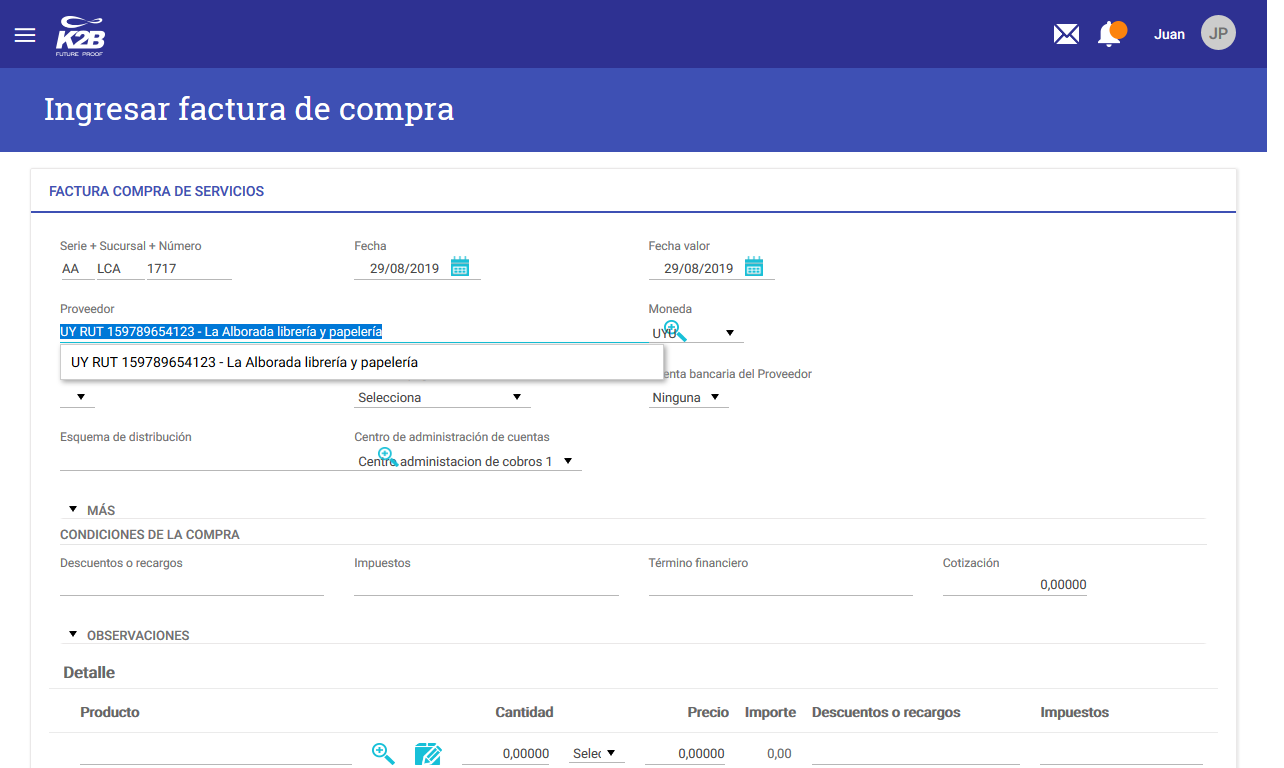 K2B
FUTURE PROOF
Juan JP
Ingresar factura de compra
FACTURA COMPRA DE SERVICIOS
Serie + Sucursal + Número Fecha Fecha valor
AA LCA 1717 29/08/2019 29/08/2019
Proveedor Moneda
UY RUT 159789654123 - La Alborada librería y papelería UYU
UY RUT 159789654123 - La Alborada librería y papelería
enta bancaria del Proveedor
Selecciona Ninguna
Esquema de distribución Centro de administración de cuentas
Centro administacion de cobros 1
MÁS
CONDICIONES DE LA COMPRA
Descuentos o recargos Impuestos Término financiero Cotización
0,00000
OBSERVACIONES
Detalle
Producto Cantidad Precio Importe Descuentos o recargos Impuestos
0,00000 Selec 0,00000 0,00